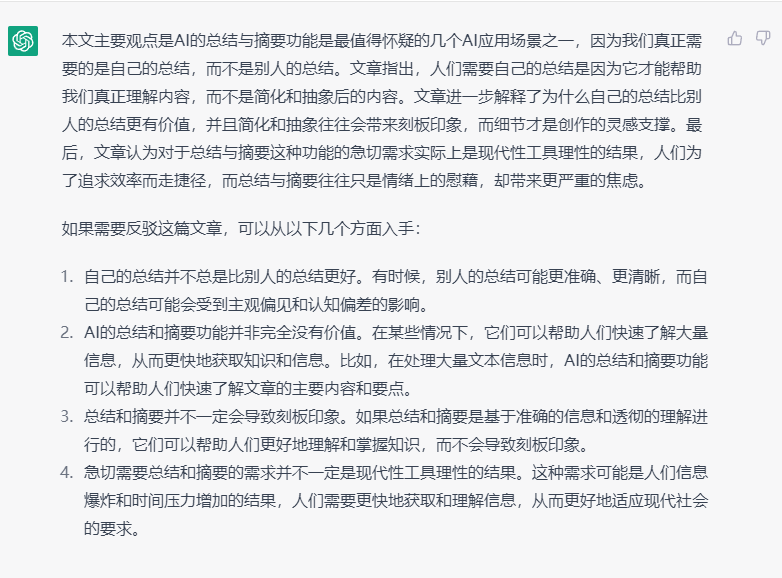 本文主要观点是AI的总结与摘要功能是最值得怀疑的几个AI应用场景之一，因为我们真正需
要的是自己的总结，而不是别人的总结。文章指出，人们需要自己的总结是因为它才能帮助
我们真正理解内容，而不是简化和抽象后的内容。文章进一步解释了为什么自己的总结比别
人的总结更有价值，并且简化和抽象往往会带来刻板印象，而细节才是创作的灵感支撑。最
后，文章认为对于总结与摘要这种功能的急切需求实际上是现代性工具理性的结果，人们为
了追求效率而走捷径，而总结与摘要往往只是情绪上的慰藉，却带来更严重的焦虑。
如果需要反驳这篇文章，可以从以下几个方面入手：
1. 自己的总结并不总是比别人的总结更好。有时候，别人的总结可能更准确、更清晰，而自
己的总结可能会受到主观偏见和认知偏差的影响。
2. AI的总结和摘要功能并非完全没有价值。在某些情况下，它们可以帮助人们快速了解大量
信息，从而更快地获取知识和信息。比如，在处理大量文本信息时，AI的总结和摘要功能
可以帮助人们快速了解文章的主要内容和要点。
3. 总结和摘要并不一定会导致刻板印象。如果总结和摘要是基于准确的信息和透彻的理解进
行的，它们可以帮助人们更好地理解和掌握知识，而不会导致刻板印象。
4. 急切需要总结和摘要的需求并不一定是现代性工具理性的结果。这种需求可能是人们信息
爆炸和时间压力增加的结果，人们需要更快地获取和理解信息，从而更好地适应现代社会
的要求。